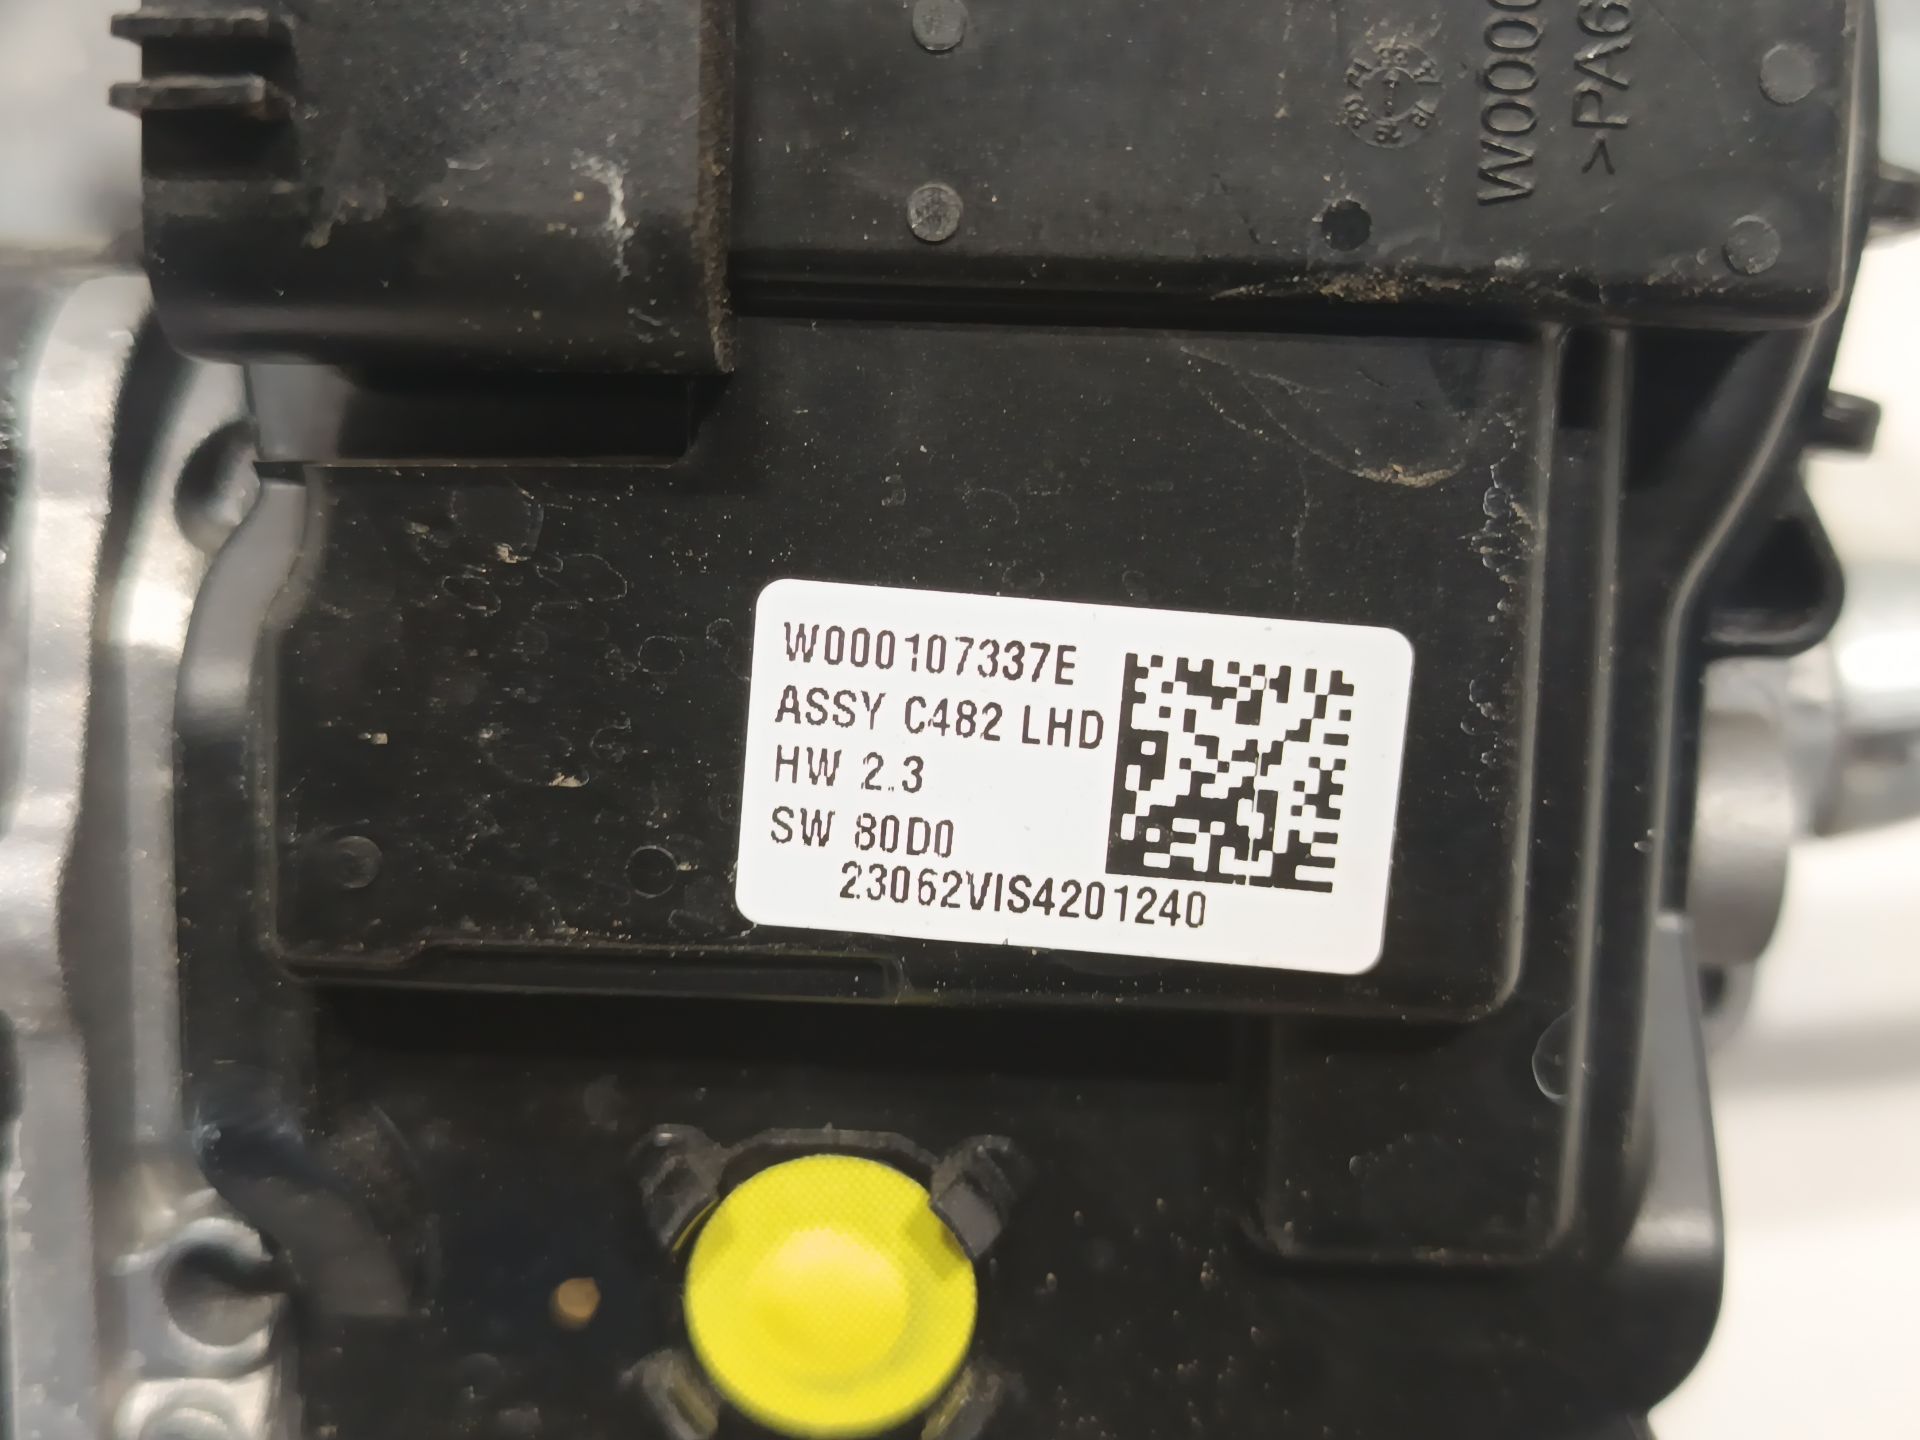 W000107337E
ASSY C482 LHD
HW 2.3
SW 80D0
23062VIS4201240